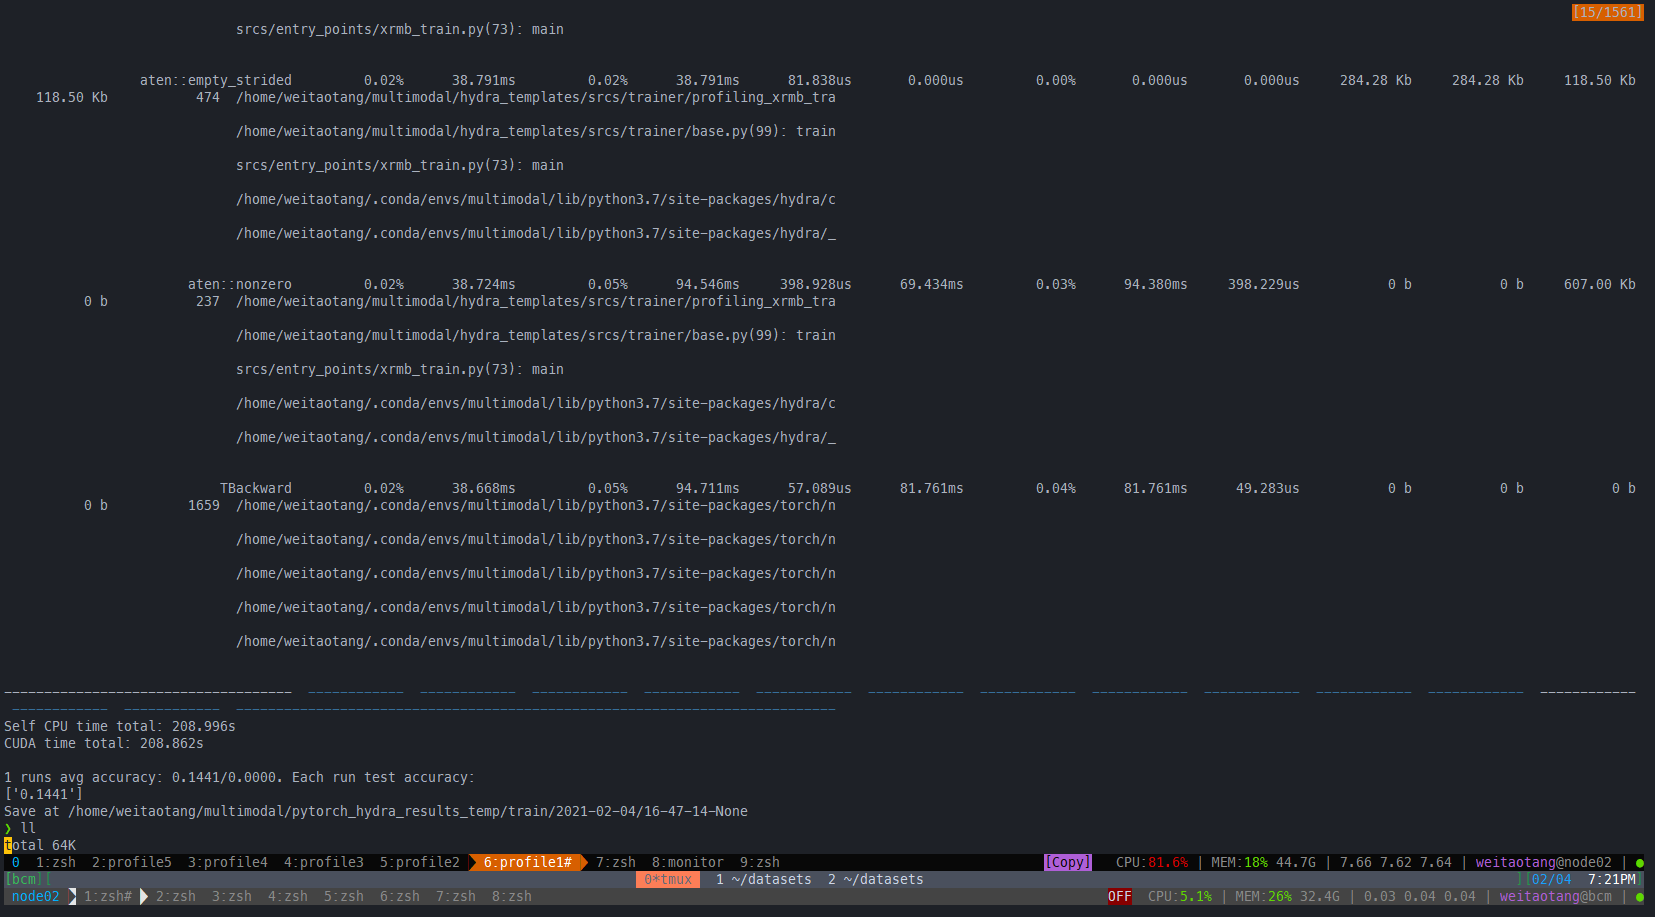 [15/1561]
srcs/entry_points/xrmb_train.py(73): main
aten::empty_strided 0.02% 38.791ms 0.02% 38.791ms 81.838us 0.000us 0.00% 0.000us 0.000us 284.28 Kb 284.28 Kb 118.50 Kb
118.50 Kb 474 /home/weitaotang/multimodal/hydra_templates/srcs/trainer/profiling_xrmb_tra
/home/weitaotang/multimodal/hydra_templates/srcs/trainer/base.py(99): train
srcs/entry_points/xrmb_train.py(73): main
/home/weitaotang/.conda/envs/multimodal/lib/python3.7/site-packages/hydra/c
/home/weitaotang/.conda/envs/multimodal/lib/python3.7/site-packages/hydra/_
aten::nonzero 0.02% 38.724ms 0.05% 94.546ms 398.928us 69.434ms 0.03% 94.380ms 398.229us 0 b 0 b 607.00 Kb
0 b 237 /home/weitaotang/multimodal/hydra_templates/srcs/trainer/profiling_xrmb_tra
/home/weitaotang/multimodal/hydra_templates/srcs/trainer/base.py(99): train
srcs/entry_points/xrmb_train.py(73): main
/home/weitaotang/.conda/envs/multimodal/lib/python3.7/site-packages/hydra/c
/home/weitaotang/.conda/envs/multimodal/lib/python3.7/site-packages/hydra/_
TBackward 0.02% 38.668ms 0.05% 94.711ms 57.089us 81.761ms 0.04% 81.761ms 49.283us 0 b 0 b 0 b
0 b 1659 /home/weitaotang/.conda/envs/multimodal/lib/python3.7/site-packages/torch/n
/home/weitaotang/.conda/envs/multimodal/lib/python3.7/site-packages/torch/n
/home/weitaotang/.conda/envs/multimodal/lib/python3.7/site-packages/torch/n
/home/weitaotang/.conda/envs/multimodal/lib/python3.7/site-packages/torch/n
/home/weitaotang/.conda/envs/multimodal/lib/python3.7/site-packages/torch/n
Self CPU time total: 208.996s
CUDA time total: 208.862s
1 runs avg accuracy: 0.1441/0.0000. Each run test accuracy:
['0.1441']
Save at /home/weitaotang/multimodal/pytorch_hydra_results_temp/train/2021-02-04/16-47-14-None
❯ ll
total 64K
0 1:zsh 2:profile5 3:profile4 4:profile3 5:profile2 6:profile1# 7:zsh 8:monitor 9:zsh [Copy] CPU:81.6% | MEM:18% 44.7G | 7.66 7.62 7.64 | weitaotang@node02 | ●
[bcm][ 0*tmux 1 ~/datasets 2 ~/datasets ][02/04 7:21PM]
node02 1:zsh# 2:zsh 3:zsh 4:zsh 5:zsh 6:zsh 7:zsh 8:zsh OFF CPU:5.1% | MEM:26% 32.4G | 0.03 0.04 0.04 | weitaotang@bcm | ●